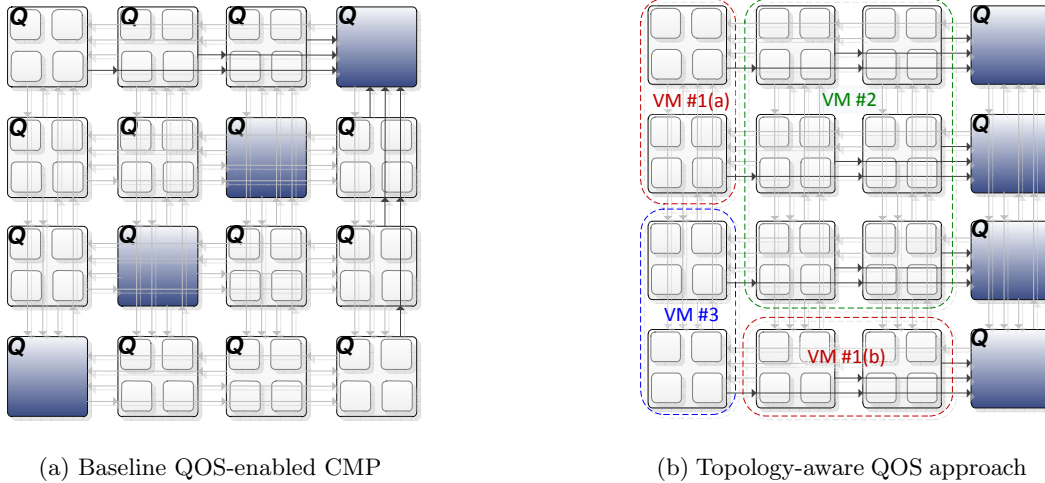 Q Q Q Q
Q Q Q Q
Q Q Q Q
Q Q Q Q
(a) Baseline QOS-enabled CMP
Q
VM #1(a) VM #2
Q
Q
VM #3
Q
VM #1(b)
(b) Topology-aware QOS approach